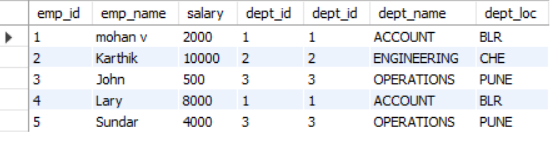 emp_id emp_name salary dept_id dept_id dept_name dept_loc
1 mohan v 2000 1 1 ACCOUNT BLR
2 Karthik 10000 2 2 ENGINEERING CHE
3 John 500 3 3 OPERATIONS PUNE
4 Lary 8000 1 1 ACCOUNT BLR
5 Sundar 4000 3 3 OPERATIONS PUNE